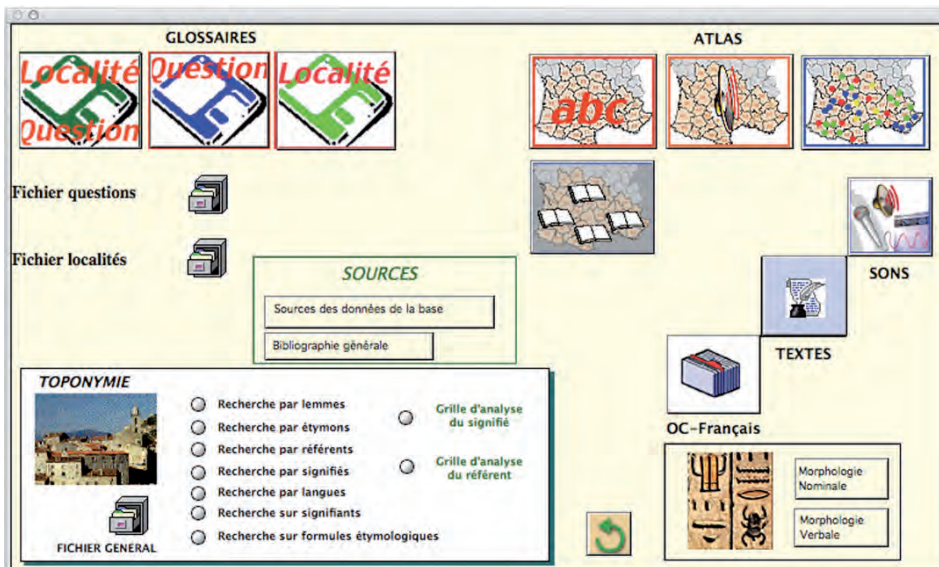 GLOSSAIRES
Localité
Question
Question
Localité
ATLAS
abc
Fichier questions
Fichier localités
SOURCES
Sources des données de la base
Bibliographie générale
SONS
TEXTES
OC-Français
Morphologie
Nominale
Morphologie
Verbale
TOPONYMIE
FICHIER GENERAL
Recherche par lemmes
Recherche par étymons
Recherche par référents
Recherche par signifiés
Recherche par langues
Recherche sur signifiants
Recherche sur formules étymologiques
Grille d'analyse
du signifié
Grille d'analyse
du référent